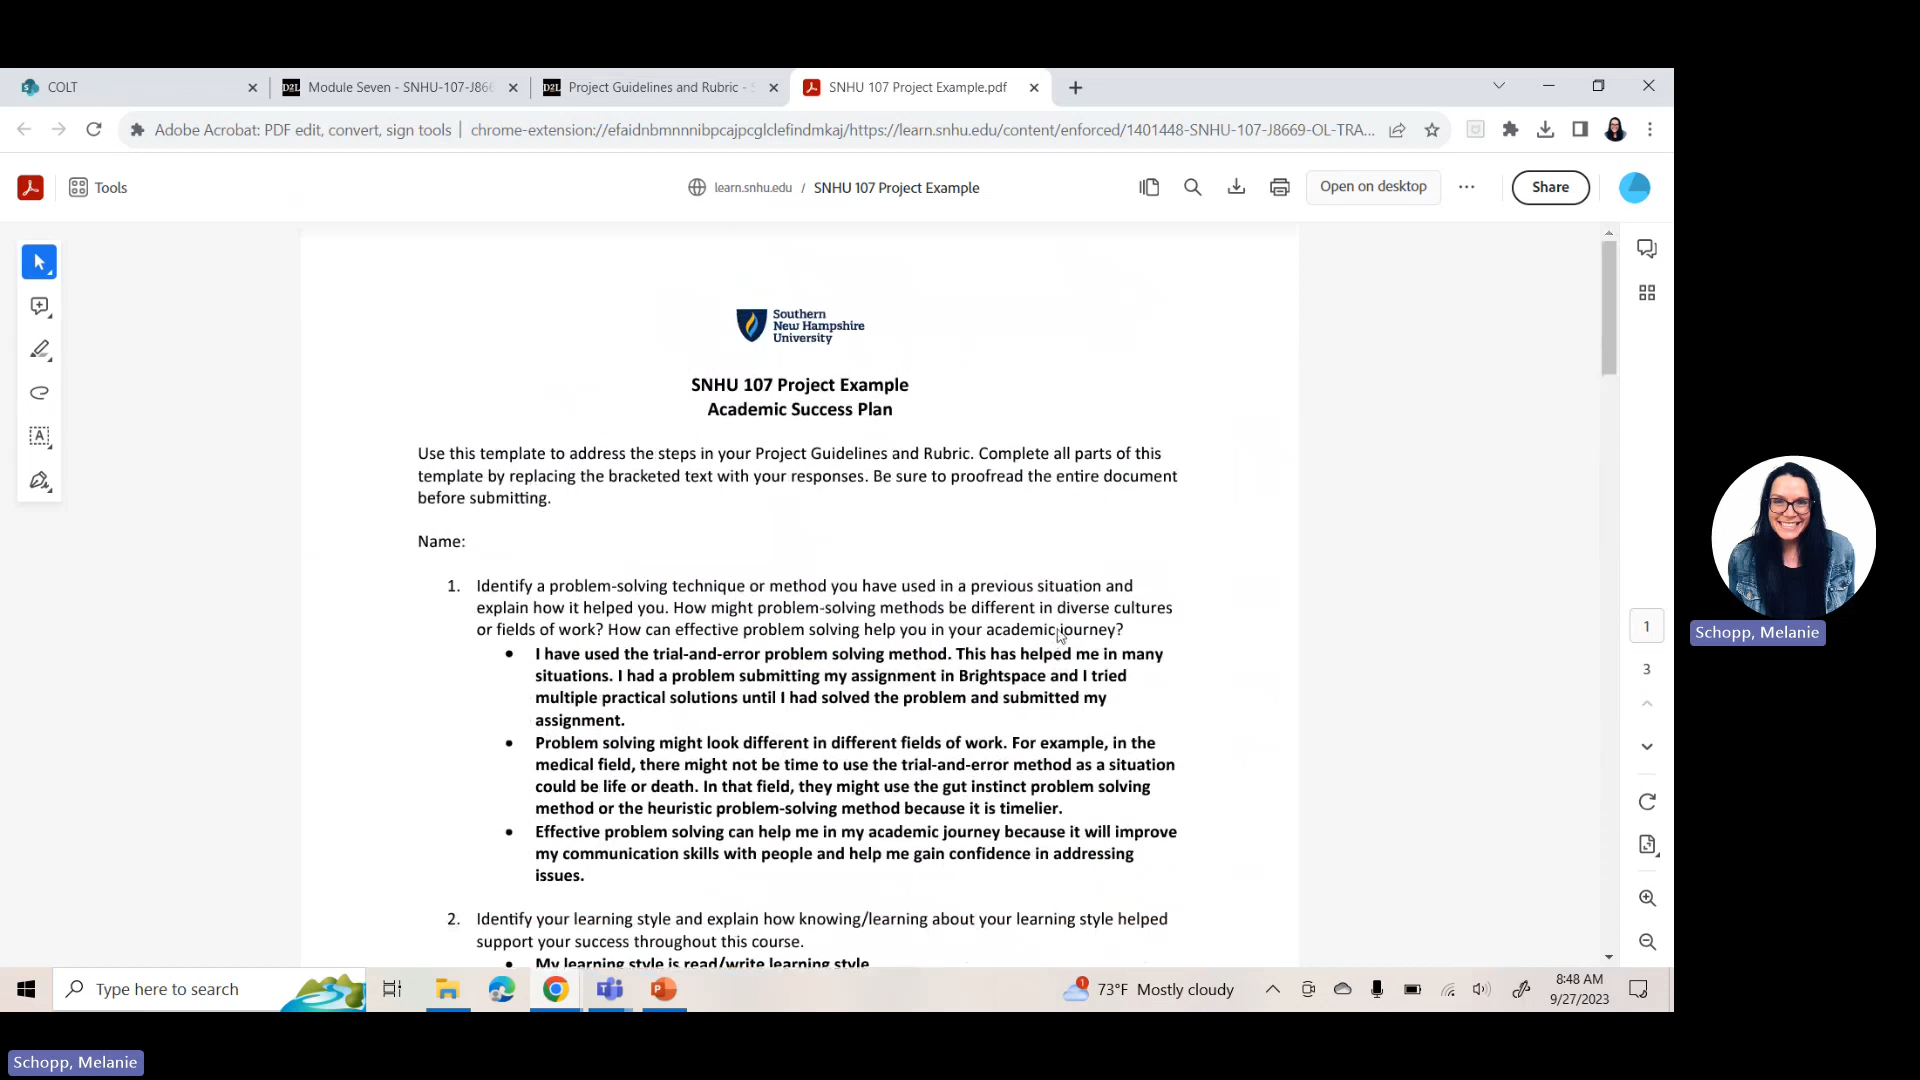 COLT
Module Seven - SNHU-107-J866
Project Guidelines and Rubric - S
SNHU 107 Project Example.pdf
Adobe Acrobat: PDF edit, convert, sign tools | chrome-extension://efaidnbmnnnibpcajpcglclefindmkaj/https://learn.snhu.edu/content/enforced/1401448-SNHU-107-J8669-OL-TRA...
Tools
learn.snhu.edu / SNHU 107 Project Example
Open on desktop
Share
Southern
New Hampshire
University
SNHU 107 Project Example
Academic Success Plan
Use this template to address the steps in your Project Guidelines and Rubric. Complete all parts of this
template by replacing the bracketed text with your responses. Be sure to proofread the entire document
before submitting.
Name:
1. Identify a problem-solving technique or method you have used in a previous situation and
explain how it helped you. How might problem-solving methods be different in diverse cultures
or fields of work? How can effective problem solving help you in your academic journey?
• I have used the trial-and-error problem solving method. This has helped me in many
situations. I had a problem submitting my assignment in Brightspace and I tried
multiple practical solutions until I had solved the problem and submitted my
assignment.
• Problem solving might look different in different fields of work. For example, in the
medical field, there might not be time to use the trial-and-error method as a situation
could be life or death. In that field, they might use the gut instinct problem solving
method or the heuristic problem-solving method because it is timelier.
• Effective problem solving can help me in my academic journey because it will improve
my communication skills with people and help me gain confidence in addressing
issues.
2. Identify your learning style and explain how knowing/learning about your learning style helped
support your success throughout this course.
• My learning style is read/write learning style
1
3
Schopp, Melanie
Type here to search
73°F Mostly cloudy
8:48 AM
9/27/2023
Schopp, Melanie